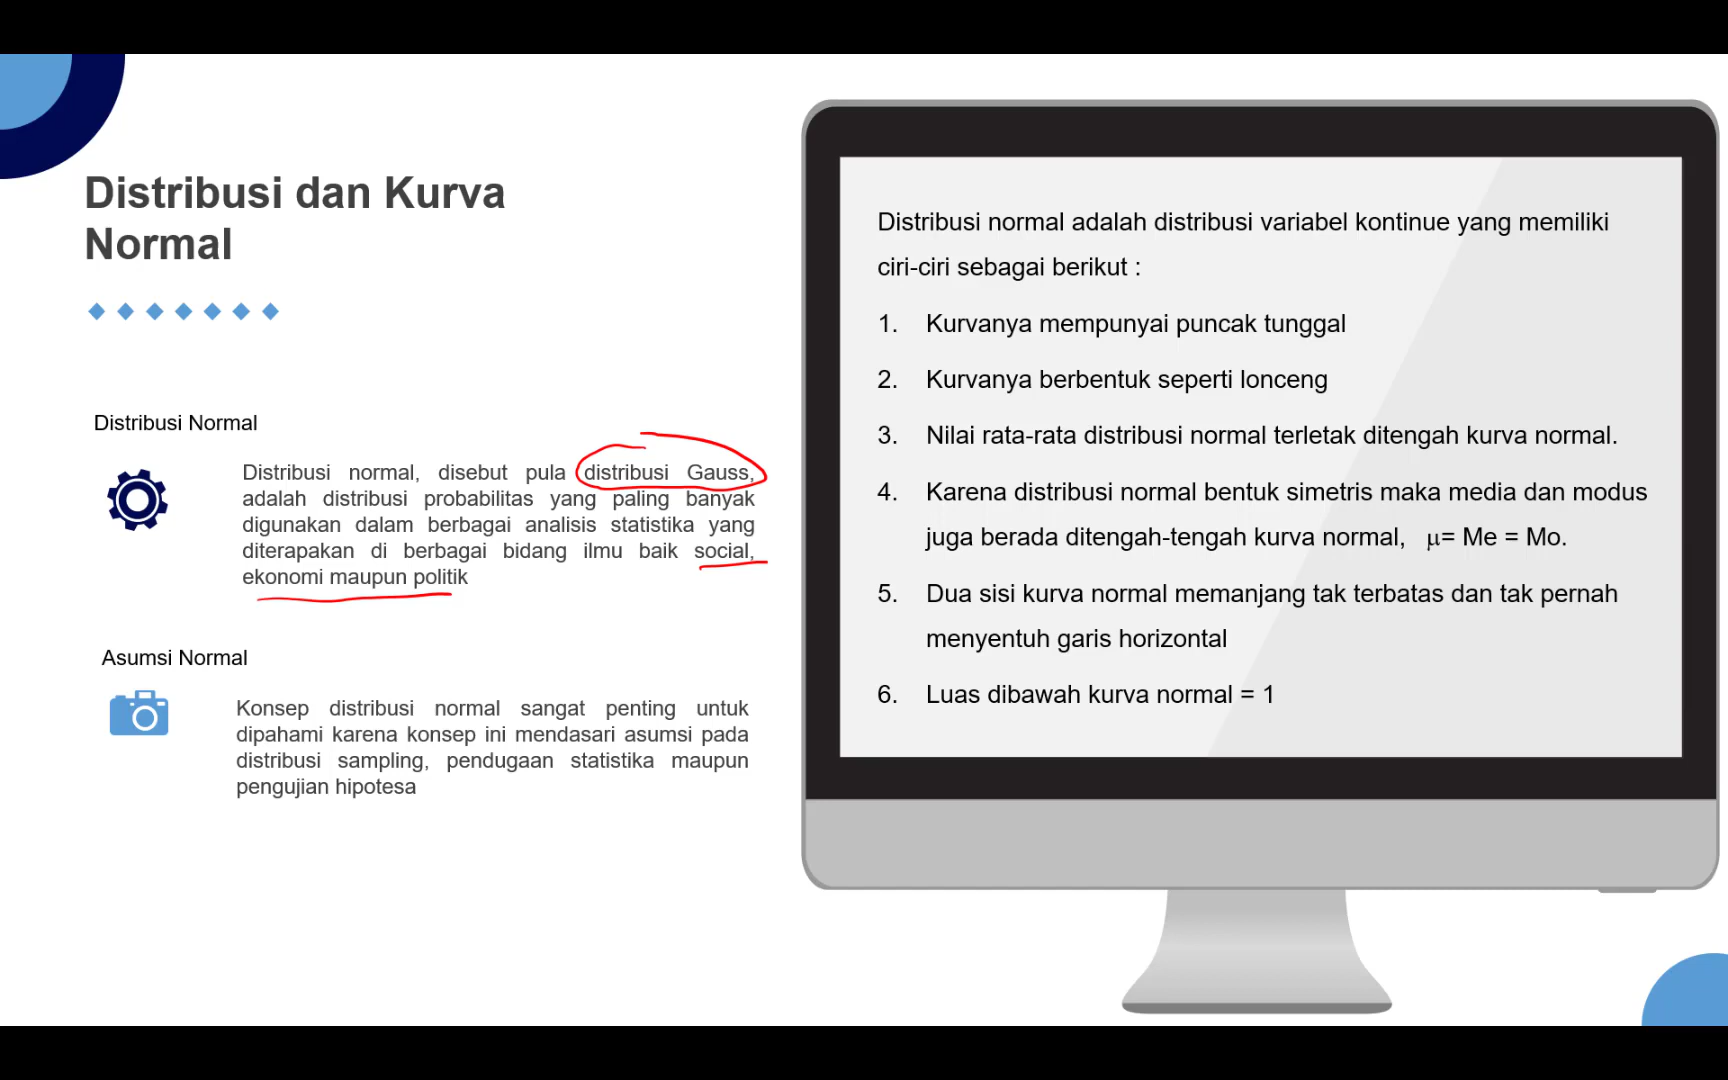 Distribusi dan Kurva
Normal
Distribusi Normal
Distribusi normal, disebut pula distribusi Gauss,
adalah distribusi probabilitas yang paling banyak
digunakan dalam berbagai analisis statistika yang
diterapakan di berbagai bidang ilmu baik social,
ekonomi maupun politik
Asumsi Normal
Konsep distribusi normal sangat penting untuk
dipahami karena konsep ini mendasari asumsi pada
distribusi sampling, pendugaan statistika maupun
pengujian hipotesa
Distribusi normal adalah distribusi variabel kontinue yang memiliki
ciri-ciri sebagai berikut :
1. Kurvanya mempunyai puncak tunggal
2. Kurvanya berbentuk seperti lonceng
3. Nilai rata-rata distribusi normal terletak ditengah kurva normal.
4. Karena distribusi normal bentuk simetris maka media dan modus
juga berada ditengah-tengah kurva normal, μ= Me = Mo.
5. Dua sisi kurva normal memanjang tak terbatas dan tak pernah
menyentuh garis horizontal
6. Luas dibawah kurva normal = 1